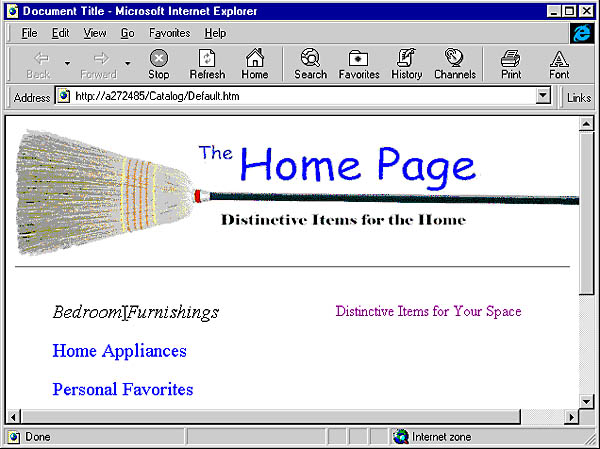 Document Title - Microsoft Internet Explorer
File Edit View Go Favorites Help
Back Forward Stop Refresh Home Search Favorites History Channels Print Font
Address http://a272485/Catalog/Default.htm Links
The Home Page
Distinctive Items for the Home
Bedroom Furnishings Distinctive Items for Your Space
Home Appliances
Personal Favorites
Done Internet zone